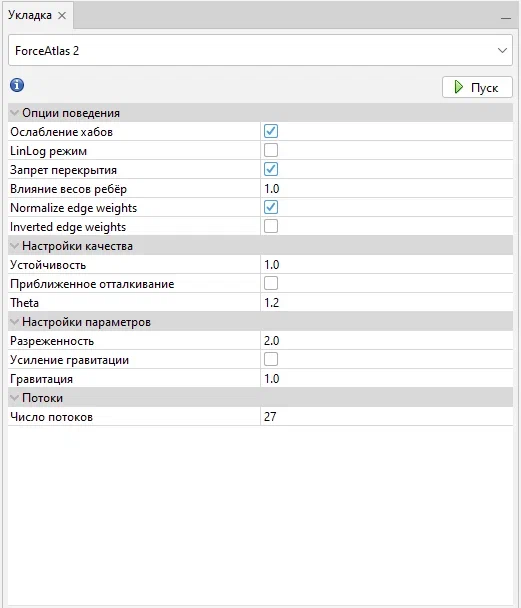 Укладка
ForceAtlas 2
Пуск
Опции поведения
Ослабление хабов
LinLog режим
Запрет перекрытия
Влияние весов ребёр 1.0
Normalize edge weights
Inverted edge weights
Настройки качества
Устойчивость 1.0
Приближенное отталкивание
Theta 1.2
Настройки параметров
Разреженность 2.0
Усиление гравитации
Гравитация 1.0
Потоки
Число потоков 27